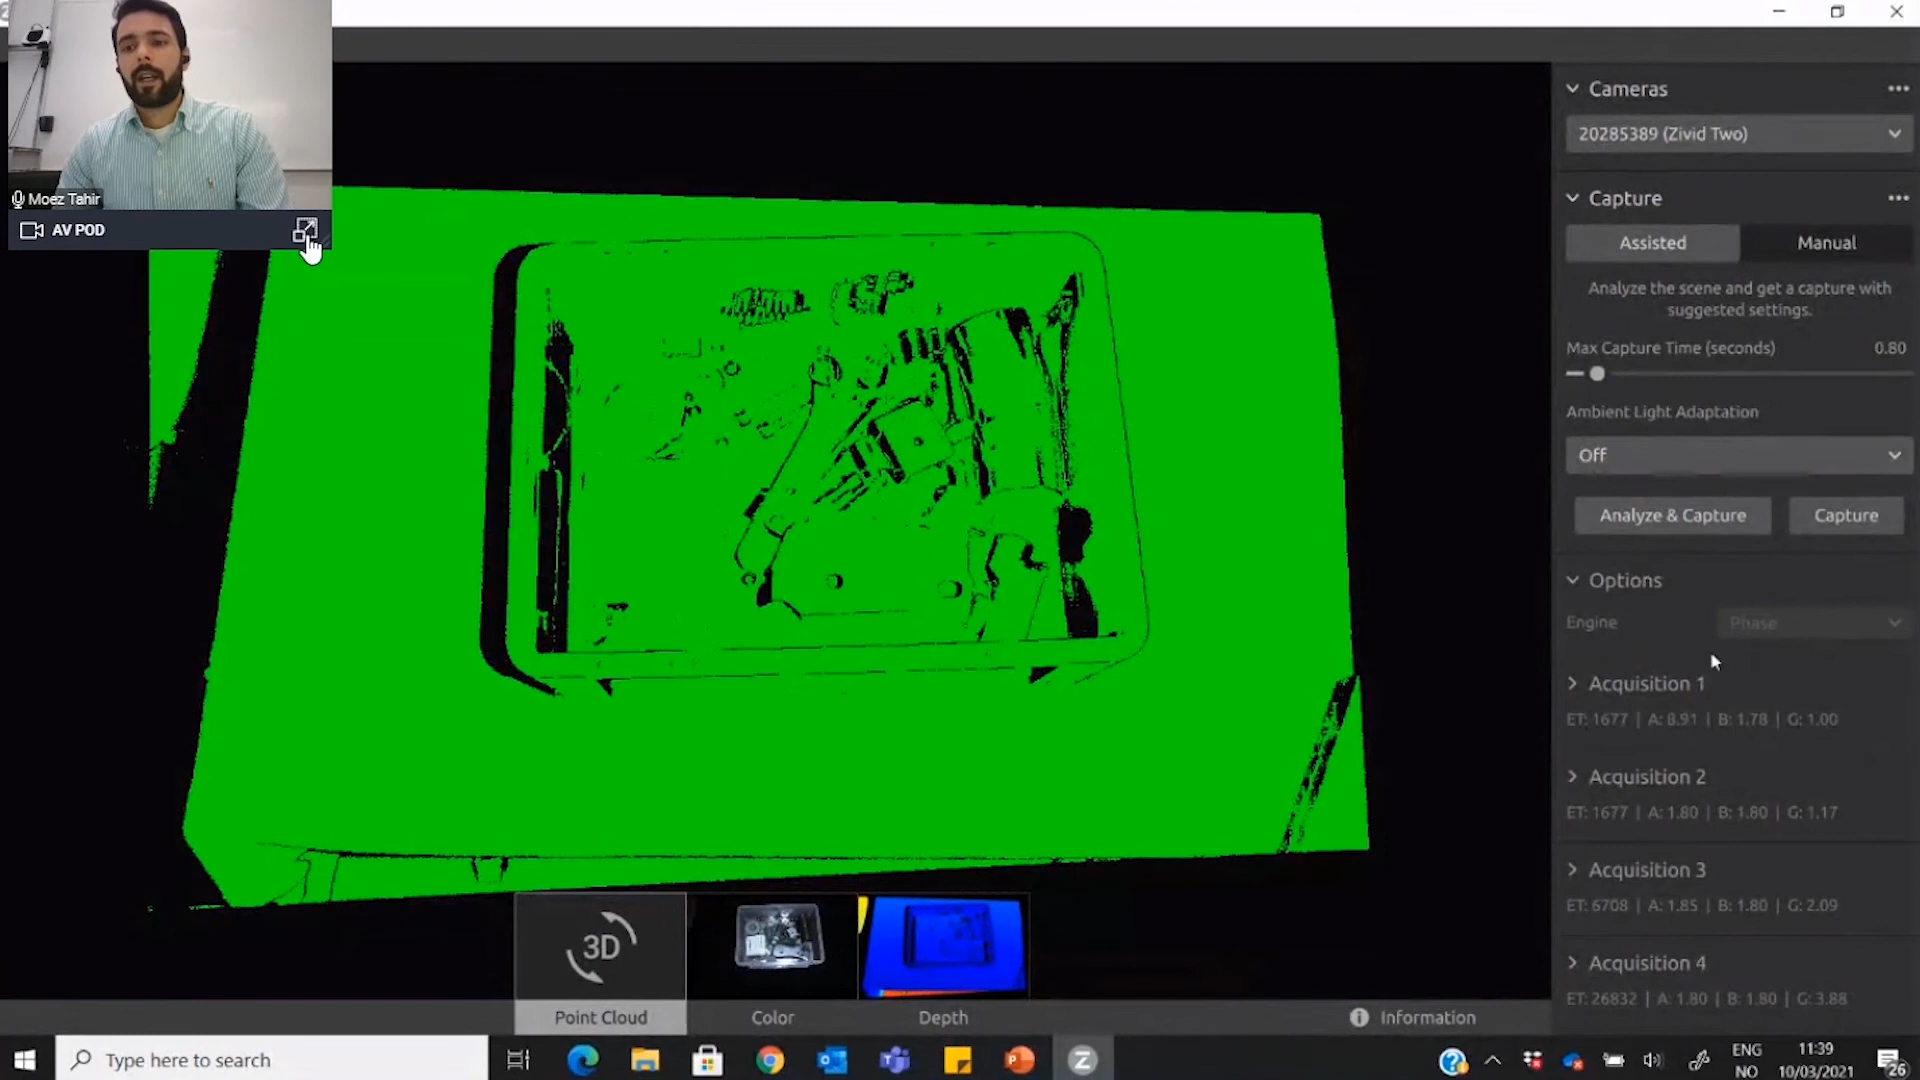 Moez Tahir
AV POD
Cameras
20285389 (Zivid Two)
Capture
Assisted
Manual
Analyze the scene and get a capture with
suggested settings.
Max Capture Time (seconds)
0.80
Ambient Light Adaptation
Off
Analyze & Capture
Capture
Options
Engine
Phase
Acquisition 1
ET: 1677 | A: 8.91 | B: 1.78 | G: 1.00
Acquisition 2
ET: 1677 | A: 1.80 | B: 1.80 | G: 1.17
Acquisition 3
ET: 6708 | A: 1.85 | B: 1.80 | G: 2.09
Acquisition 4
ET: 26832 | A: 1.80 | B: 1.80 | G: 3.88
3D
Point Cloud
Color
Depth
Information
Type here to search
Z
ENG
NO
11:39
10/03/2021
26